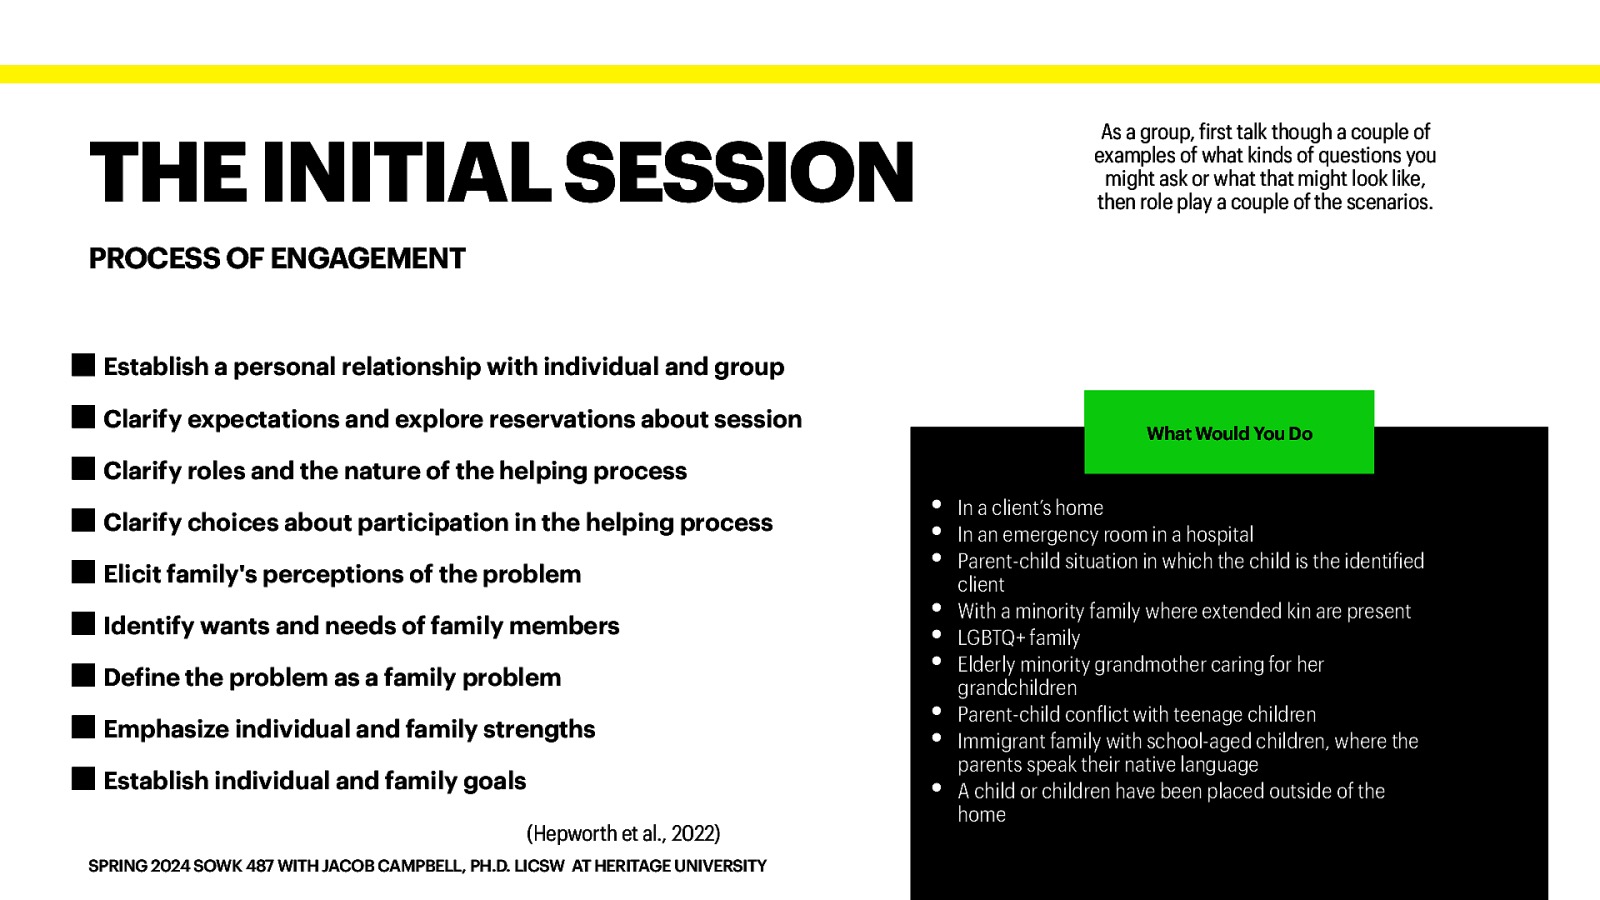 THE INITIAL SESSION
PROCESS OF ENGAGEMENT
As a group, first talk though a couple of
examples of what kinds of questions you
might ask or what that might look like,
then role play a couple of the scenarios.
Establish a personal relationship with individual and group
Clarify expectations and explore reservations about session
Clarify roles and the nature of the helping process
Clarify choices about participation in the helping process
Elicit family's perceptions of the problem
Identify wants and needs of family members
Define the problem as a family problem
Emphasize individual and family strengths
Establish individual and family goals
(Hepworth et al., 2022)
SPRING 2024 SOWK 487 WITH JACOB CAMPBELL, PH.D. LICSW AT HERITAGE UNIVERSITY
What Would You Do
• In a client’s home
• In an emergency room in a hospital
• Parent-child situation in which the child is the identified
client
• With a minority family where extended kin are present
• LGBTQ+ family
• Elderly minority grandmother caring for her
grandchildren
• Parent-child conflict with teenage children
• Immigrant family with school-aged children, where the
parents speak their native language
• A child or children have been placed outside of the
home